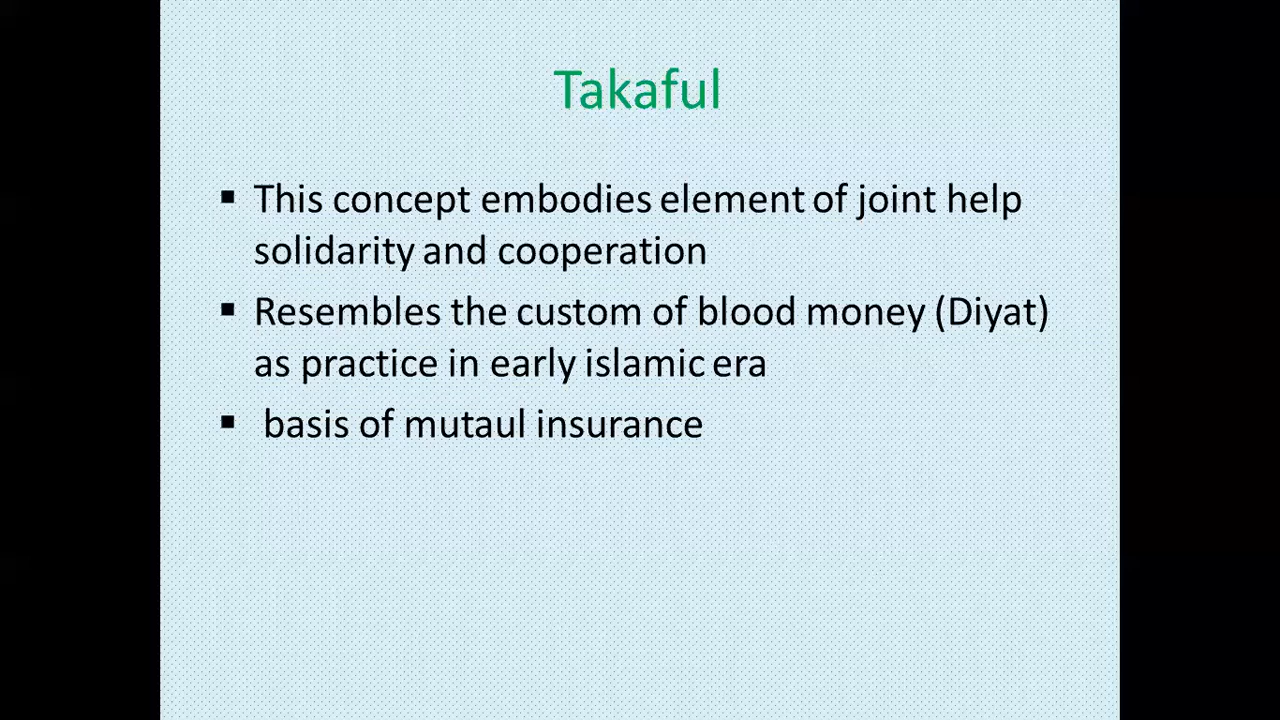 Takaful
▪ This concept embodies element of joint help
solidarity and cooperation
▪ Resembles the custom of blood money (Diyat)
as practice in early islamic era
▪ basis of mutaul insurance